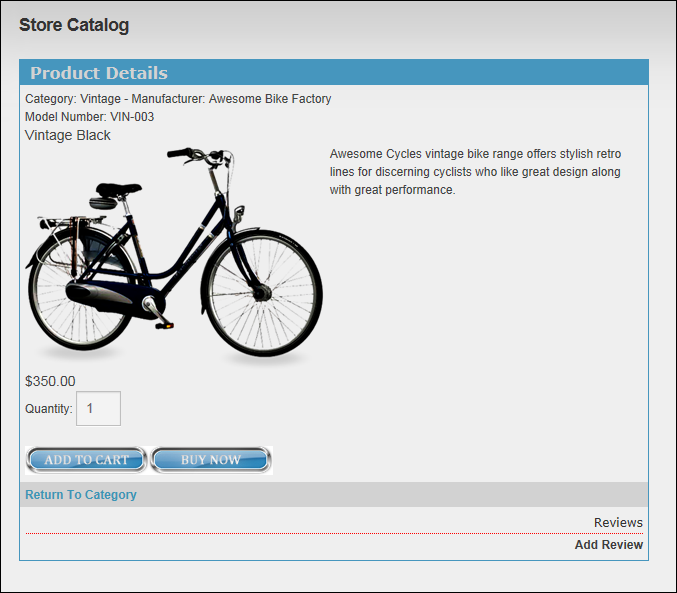 Store Catalog
Product Details
Category: Vintage - Manufacturer: Awesome Bike Factory
Model Number: VIN-003
Vintage Black
Awesome Cycles vintage bike range offers stylish retro
lines for discerning cyclists who like great design along
with great performance.
$350.00
Quantity: 1
ADD TO CART BUY NOW
Return To Category
Reviews
Add Review